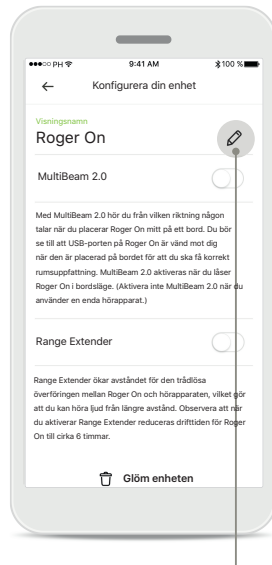 PH 9:41 AM 100 %
Konfigurera din enhet
Visningsnamn
Roger On
MultiBeam 2.0
Med MultiBeam 2.0 hör du från vilken riktning någon
talar när du placerar Roger On mitt på ett bord. Du bör
se till att USB-porten på Roger On är vänd mot dig
när den är placerad på bordet för att du ska få korrekt
rumsuppfattning. MultiBeam 2.0 aktiveras när du låser
Roger On i bordsläge. (Aktivera inte MultiBeam 2.0 när du
använder en enda hörapparat.)
Range Extender
Range Extender ökar avståndet för den trådlösa
överföringen mellan Roger On och hörapparaten, vilket gör
att du kan höra ljud från längre avstånd. Observera att när
du aktiverar Range Extender reduceras drifttiden för Roger
On till cirka 6 timmar.
Glöm enheten